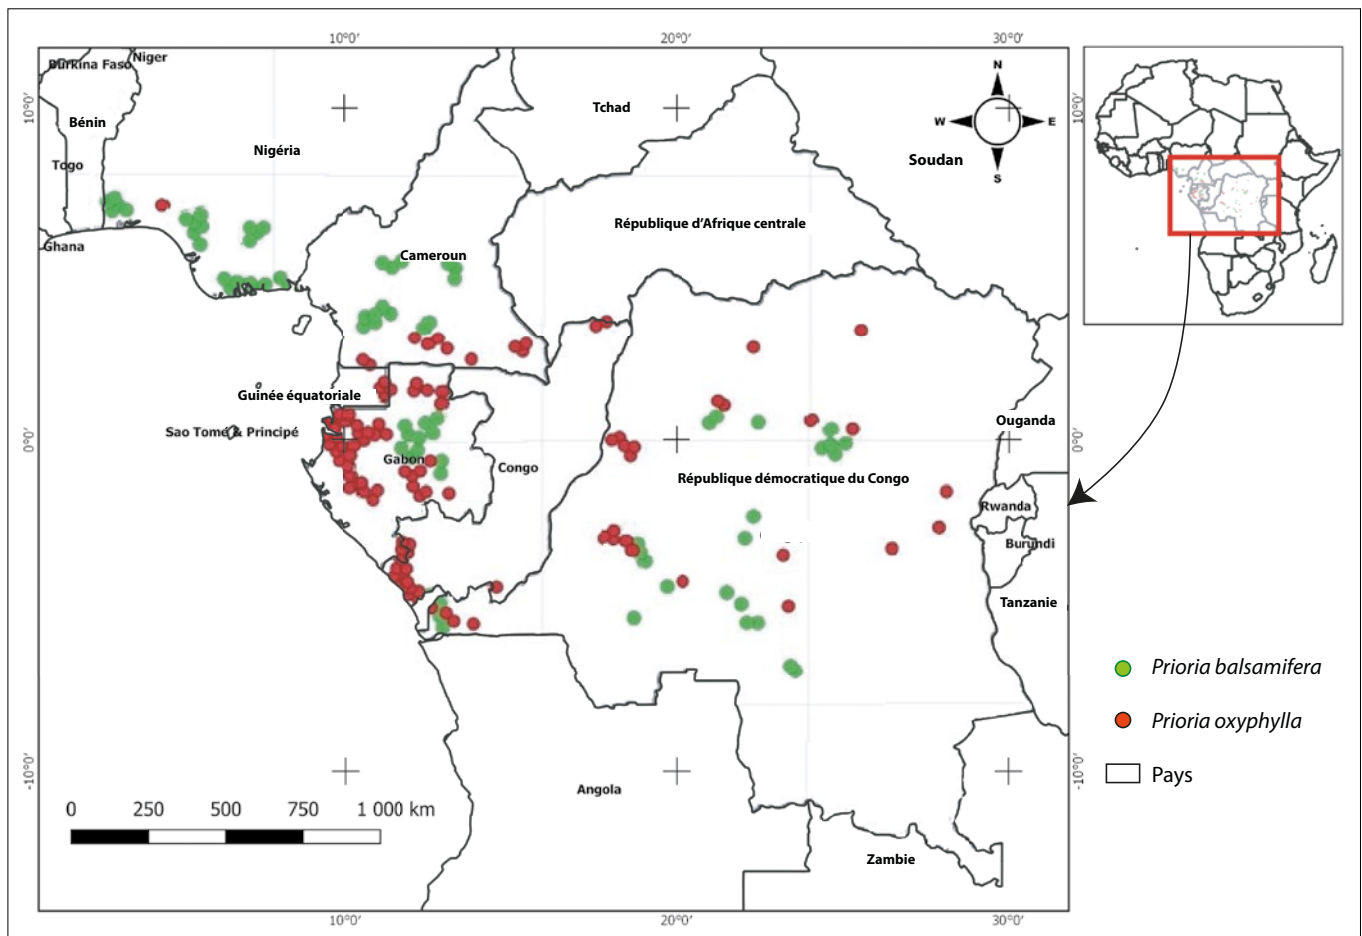 10°0′ 20°0′ 30°0′
Burkina Faso
Niger
10°0′
10°0′
Bénin
Tchad
N
W E
S
Nigéria
Togo
Soudan
République d'Afrique centrale
Ghana
Cameroun
Guinée équatoriale
Ouganda
Sao Tomé & Principé
0°0′
0°0′
Gabon
Congo
République démocratique du Congo
Rwanda
Burundi
Tanzanie
Prioria balsamifera
Prioria oxyphylla
Pays
-10°0′
-10°0′
Angola
0 250 500 750 1 000 km
Zambie
10°0′ 20°0′ 30°0′